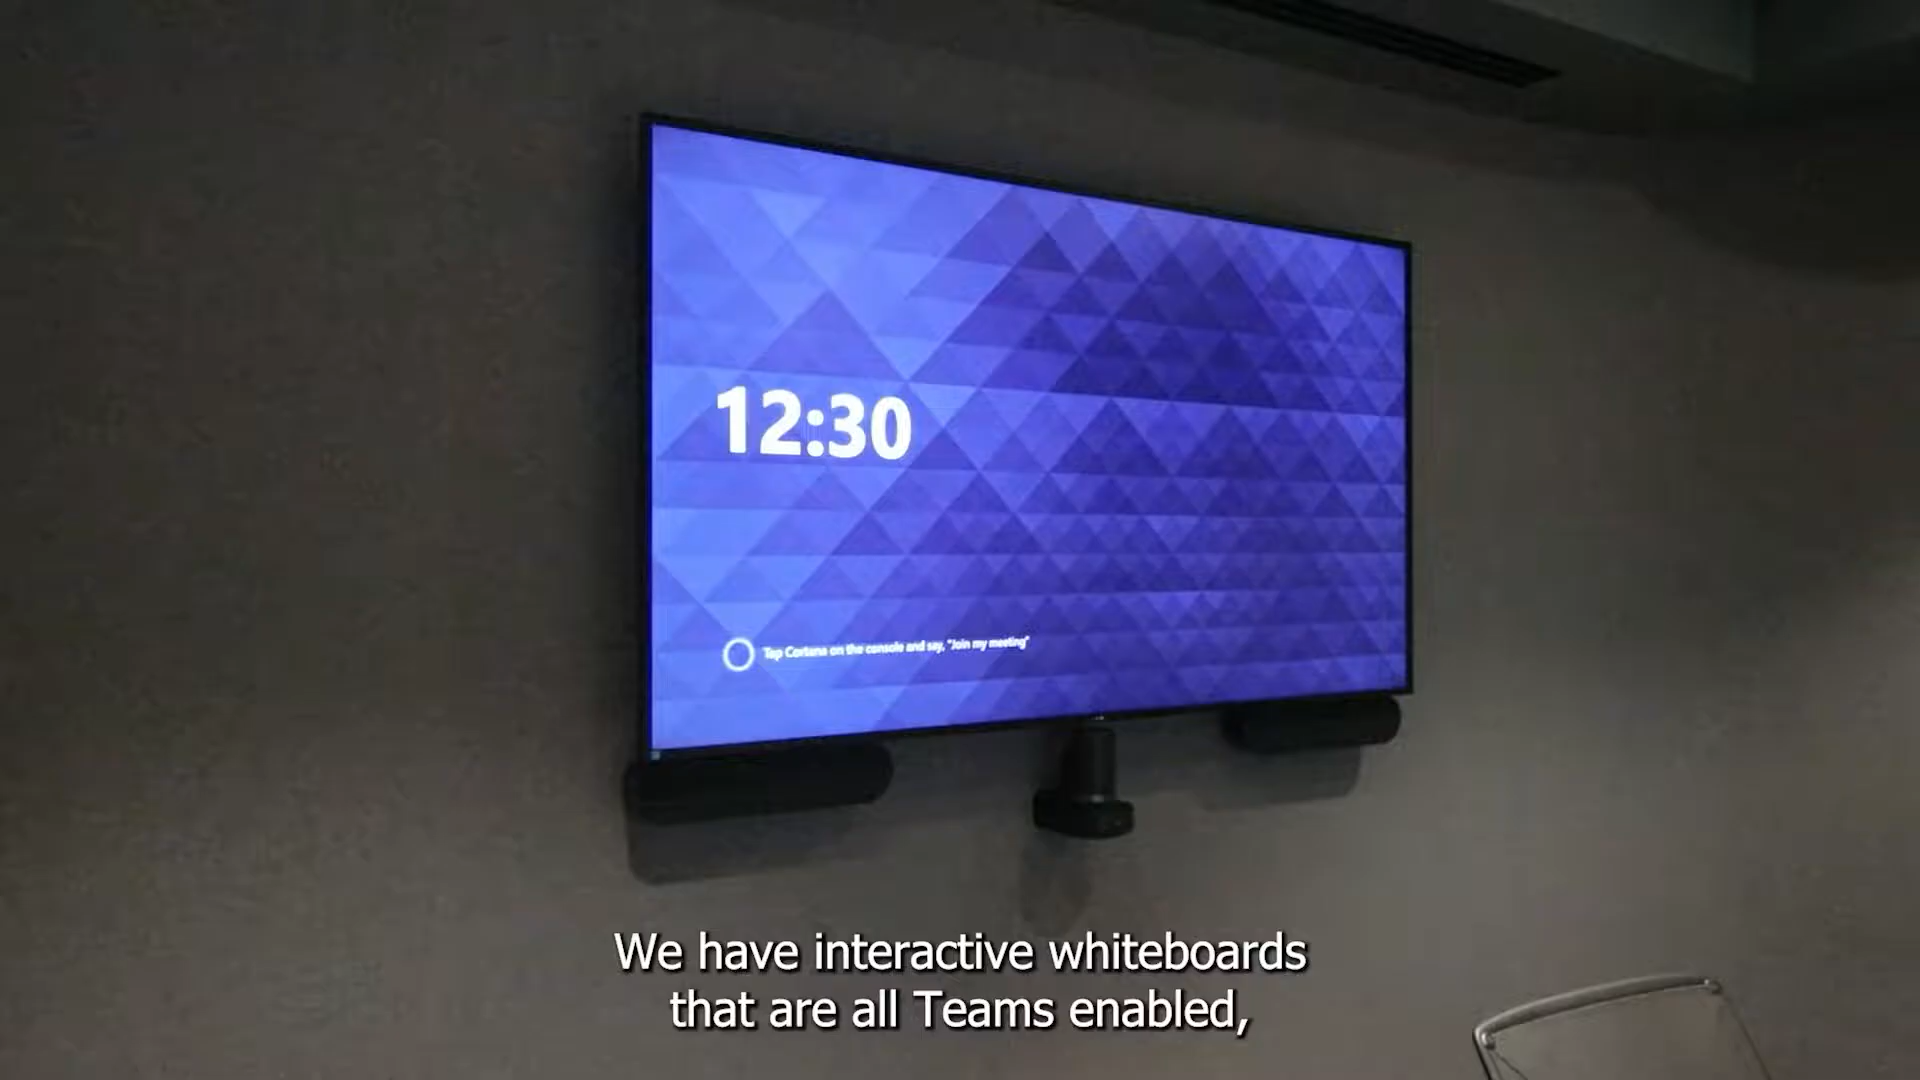 12:30
Tap Cortana on the console and say, "Join my meeting"
We have interactive whiteboards
that are all Teams enabled,